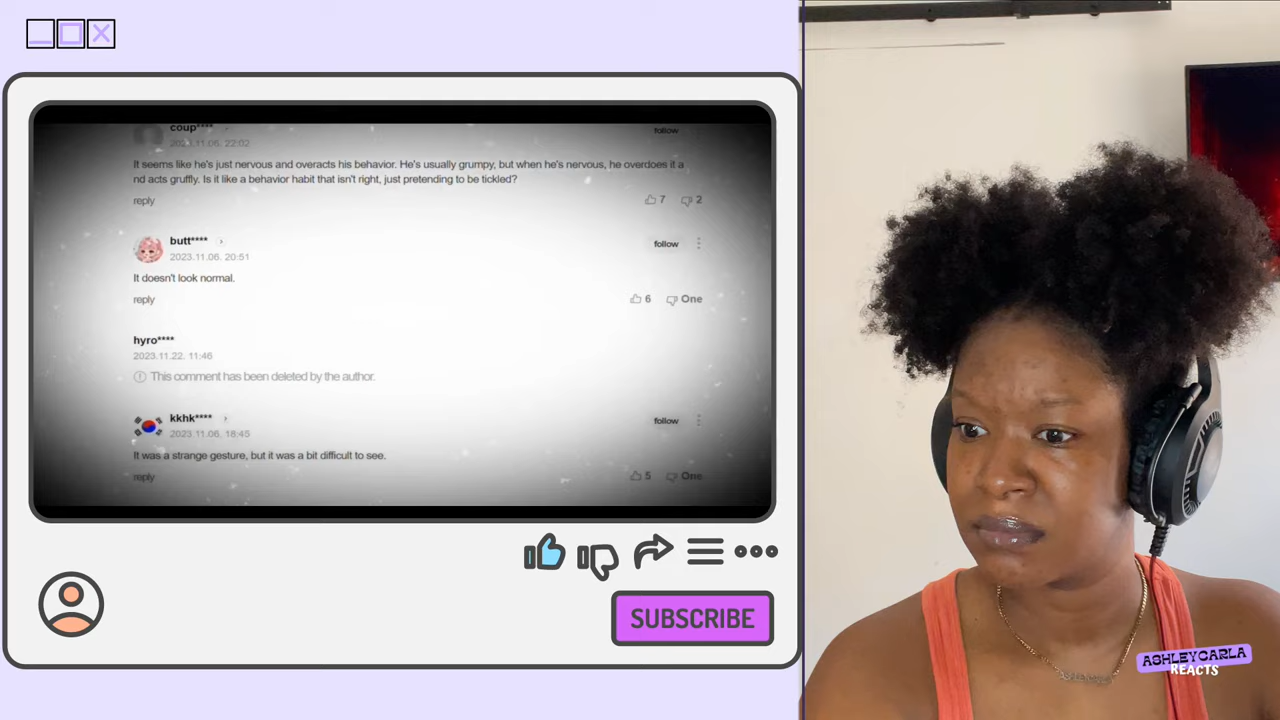 coup****
2023.11.06. 22:02
follow
It seems like he's just nervous and overacts his behavior. He's usually grumpy, but when he's nervous, he overdoes it a
nd acts gruffly. Is it like a behavior habit that isn't right, just pretending to be tickled?
reply
7
2
butt****
follow
2023.11.06. 20:51
It doesn't look normal.
reply
6
One
hyro****
2023.11.22. 11:46
This comment has been deleted by the author.
kkhk****
follow
2023.11.06. 18:45
It was a strange gesture, but it was a bit difficult to see.
reply
5
One
SUBSCRIBE
ASHLEYCARLA
REACTS